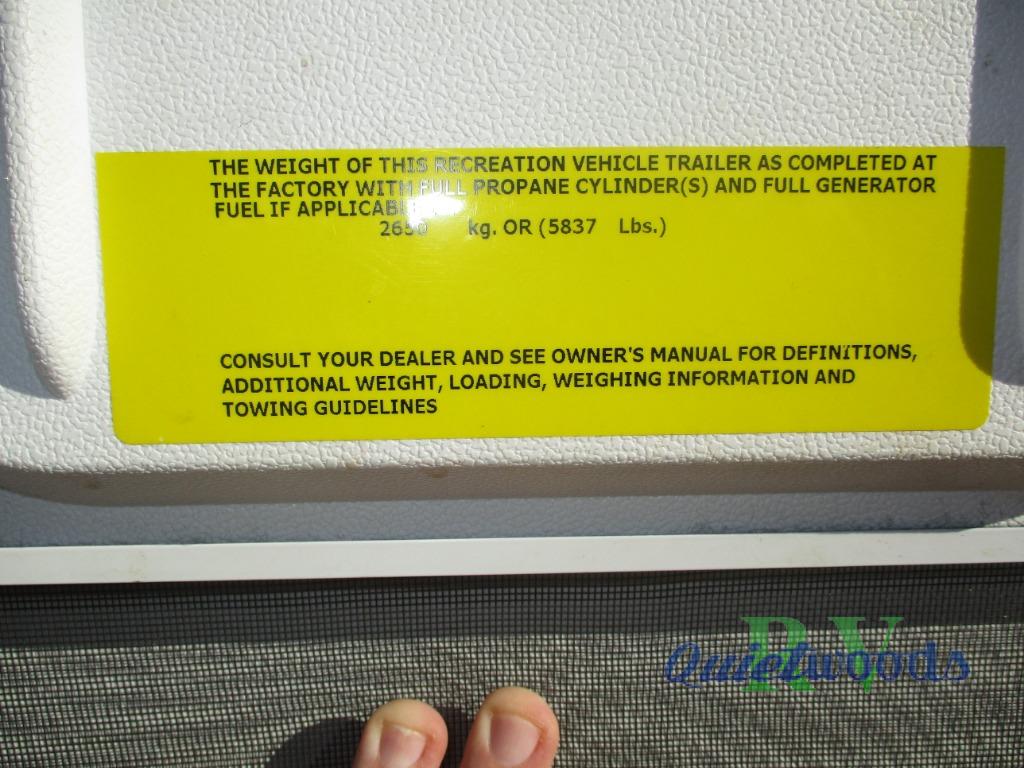 THE WEIGHT OF THIS RECREATION VEHICLE TRAILER AS COMPLETED AT
THE FACTORY WITH FULL PROPANE CYLINDER(S) AND FULL GENERATOR
FUEL IF
kg. OR (5837 Lbs.)
CONSULT YOUR DEALER AND SEE OWNER'S MANUAL FOR DEFINITIONS,
ADDITIONAL WEIGHT, LOADING, WEIGHING INFORMATION AND
TOWING GUIDELINES
RV
Quietwoods